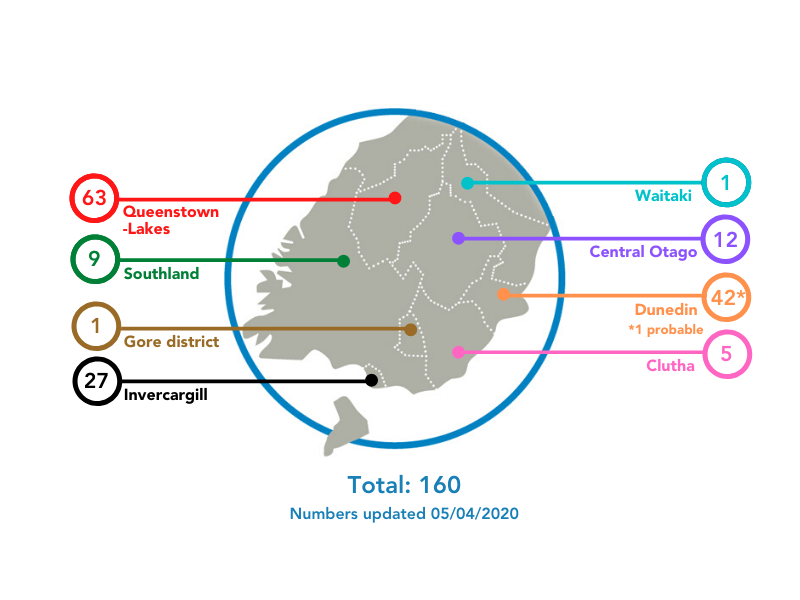 63
Queenstown
-Lakes
9
Southland
1
Gore district
27
Invercargill
1
Waitaki
12
Central Otago
42*
Dunedin
*1 probable
5
Clutha
Total: 160
Numbers updated 05/04/2020